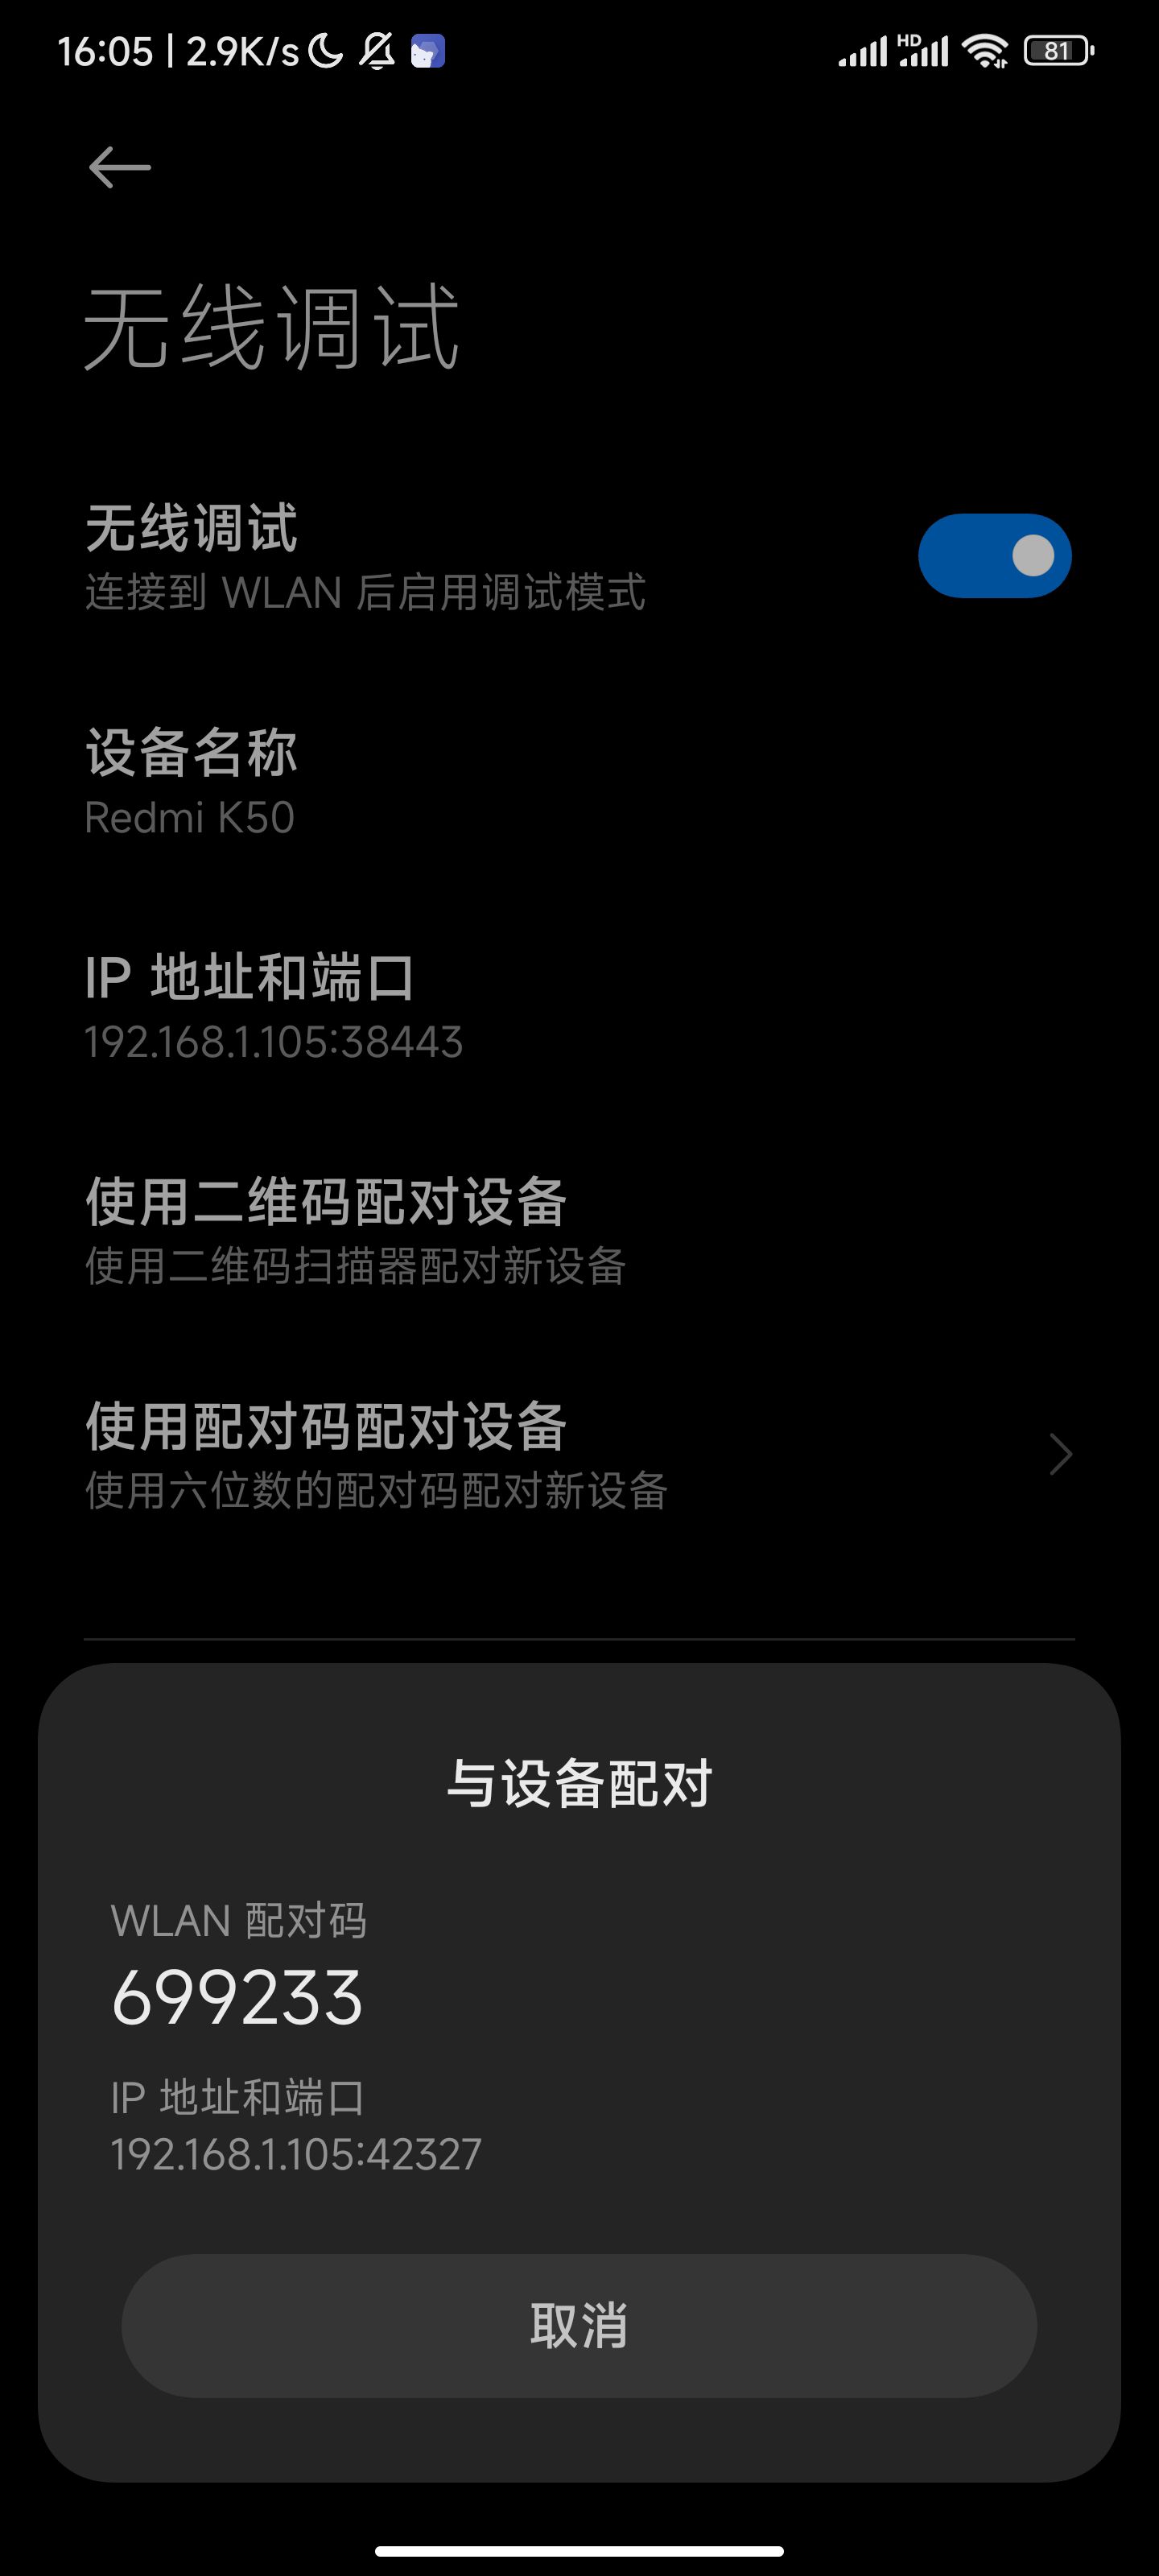 16:05 | 2.9K/s
HD
81
无线调试
无线调试
连接到 WLAN 后启用调试模式
设备名称
Redmi K50
IP 地址和端口
192.168.1.105:38443
使用二维码配对设备
使用二维码扫描器配对新设备
使用配对码配对设备
使用六位数的配对码配对新设备
与设备配对
WLAN 配对码
699233
IP 地址和端口
192.168.1.105:42327
取消